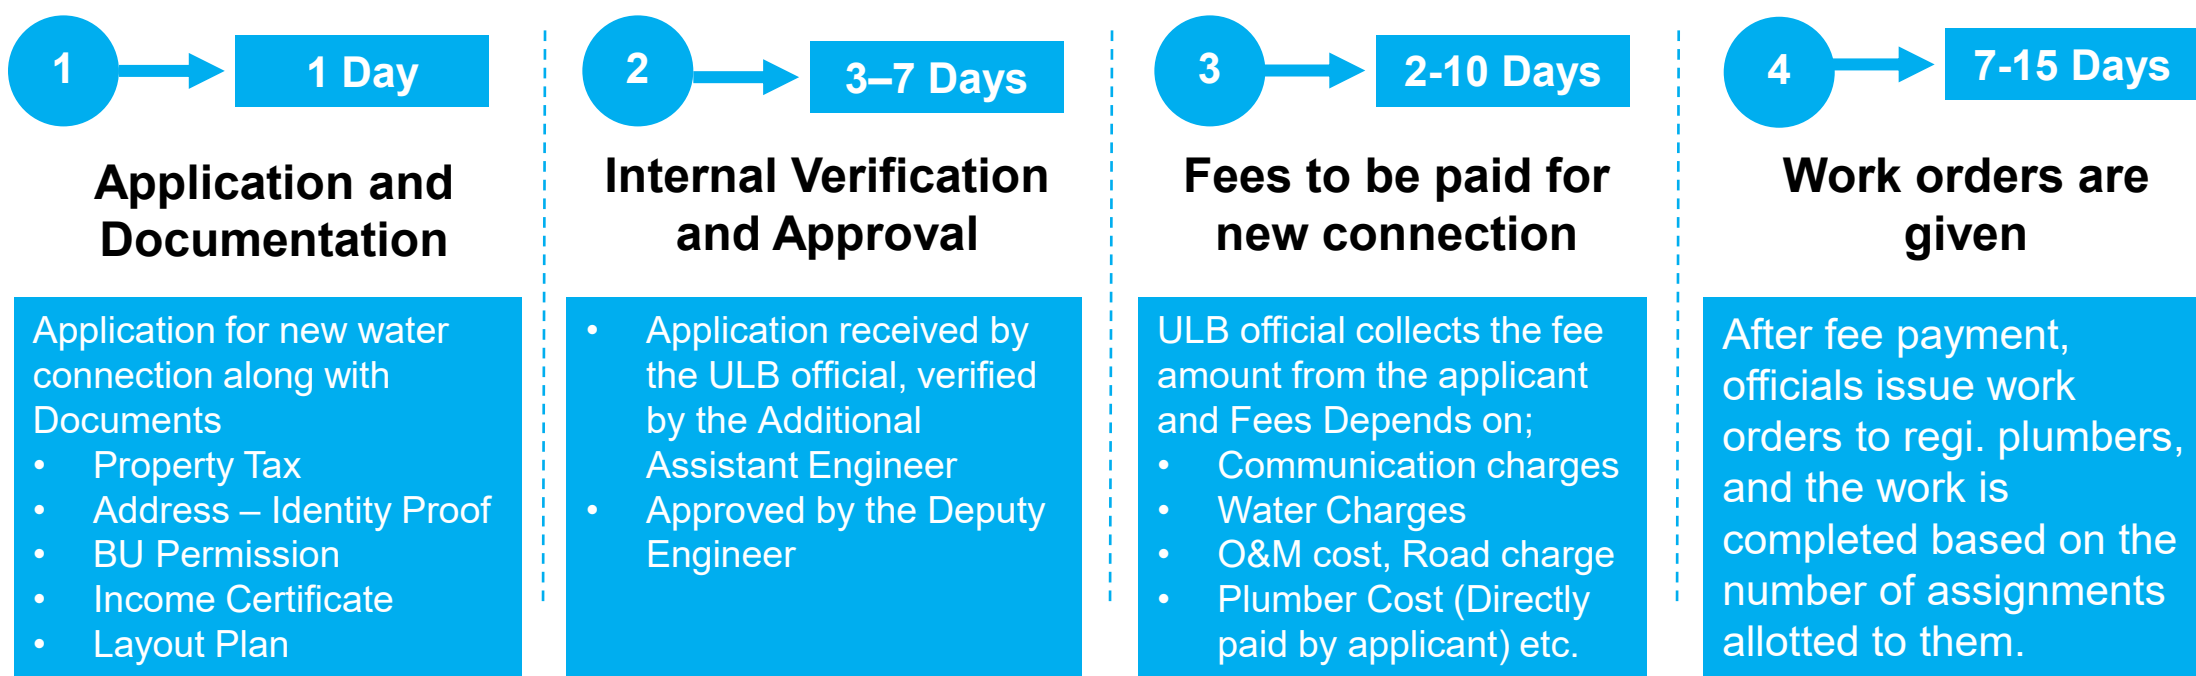 1
1 Day
Application and
Documentation
Application for new water
connection along with
Documents
• Property Tax
• Address – Identity Proof
• BU Permission
• Income Certificate
• Layout Plan
2
3–7 Days
Internal Verification
and Approval
• Application received by
the ULB official, verified
by the Additional
Assistant Engineer
• Approved by the Deputy
Engineer
3
2-10 Days
Fees to be paid for
new connection
ULB official collects the fee
amount from the applicant
and Fees Depends on;
• Communication charges
• Water Charges
• O&M cost, Road charge
• Plumber Cost (Directly
paid by applicant) etc.
4
7-15 Days
Work orders are
given
After fee payment,
officials issue work
orders to regi. plumbers,
and the work is
completed based on the
number of assignments
allotted to them.